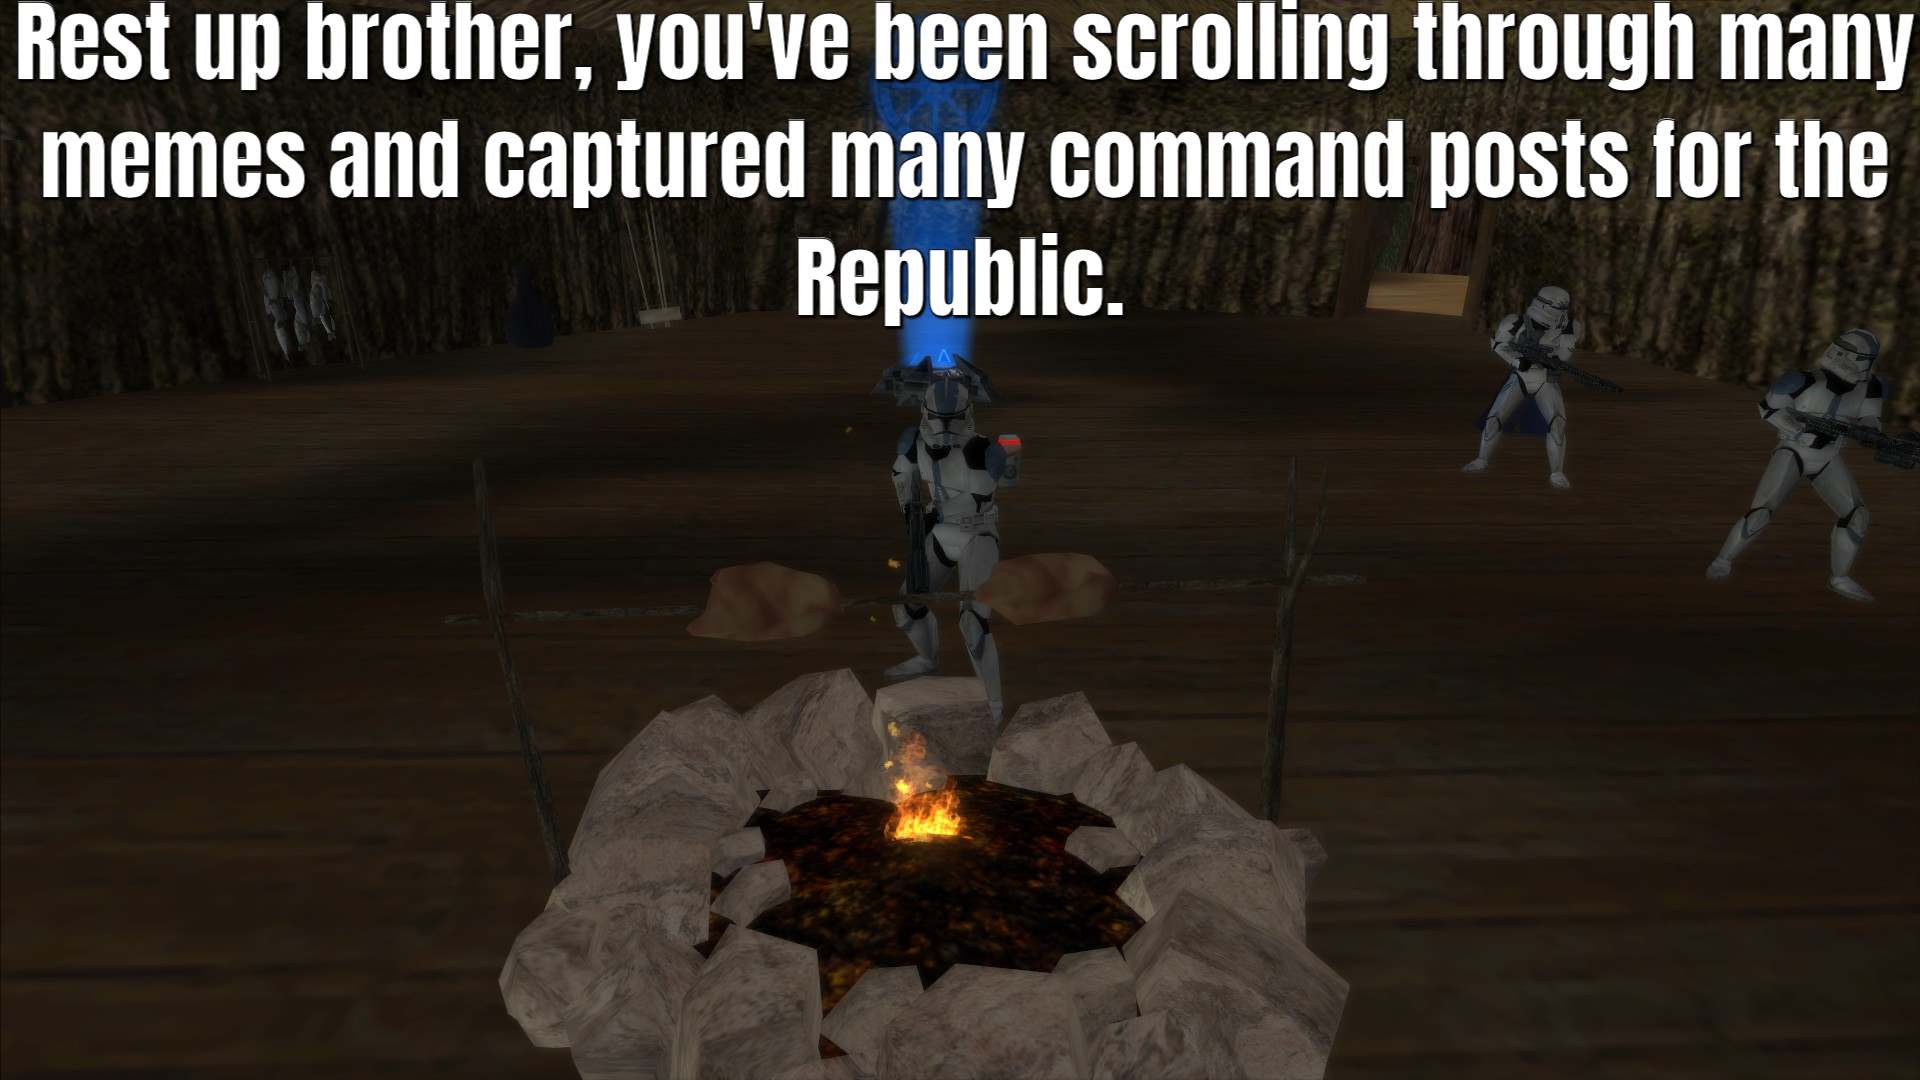 Rest up brother, you've been scrolling through many
memes and captured many command posts for the
Republic.